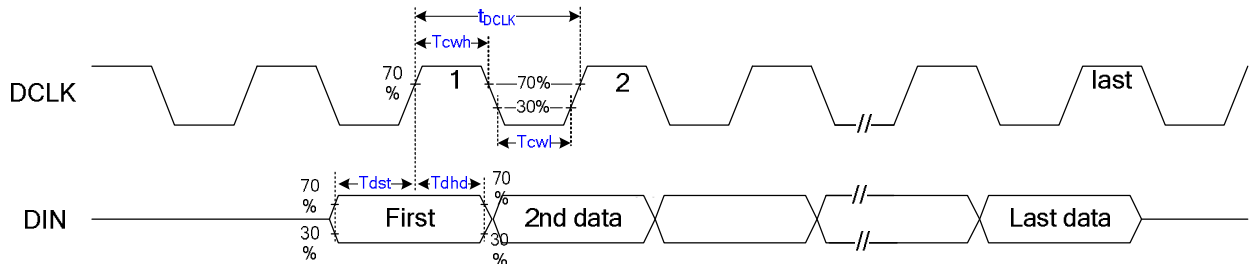 tDCLK
Tcwh
DCLK
70
%
1
70%
30%
2
last
//
Tcwl
DIN
70
%
Tdst
Tdhd
70
%
First
2nd data
//
//
Last data
30
%
30
%